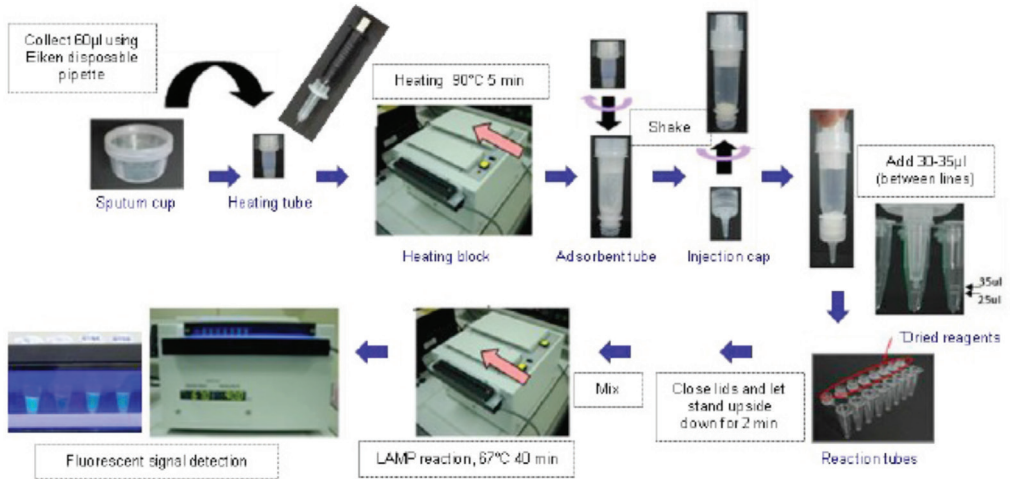 Collect 60µl using
Eiken disposable
pipette
Sputum cup
Heating tube
Heating 90°C 5 min
Heating block
Shake
Adsorbent tube
Injection cap
Add 30-35µl
(between lines)
35ul
25ul
Dried reagents
Reaction tubes
Close lids and let
stand upside
down for 2 min
Mix
LAMP reaction, 67°C 40 min
Fluorescent signal detection